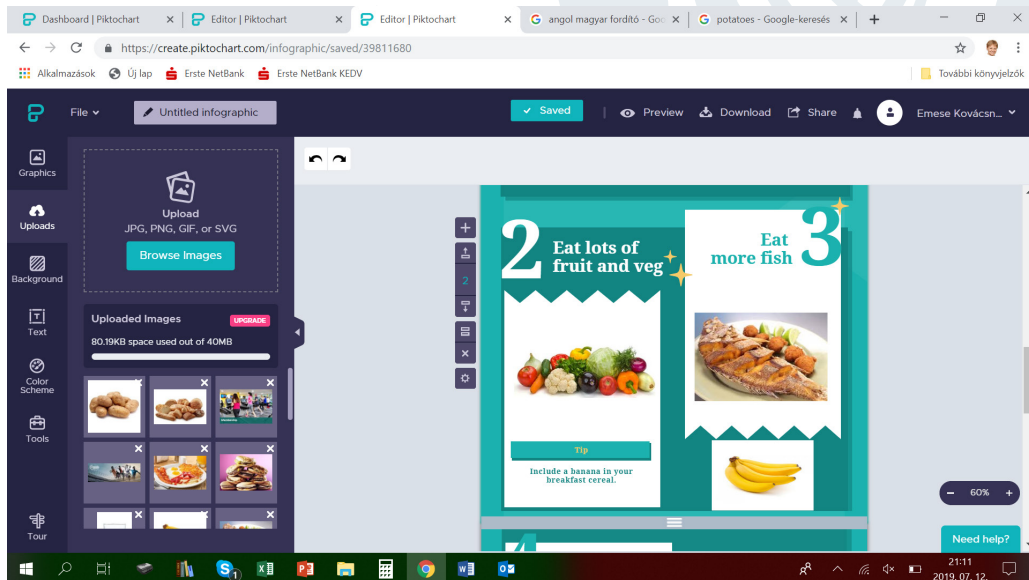 Dashboard | Piktochart
Editor | Piktochart
Editor | Piktochart
angol magyar fordító - Goo
potatoes - Google-keresés
https://create.piktochart.com/infographic/saved/39811680
Alkalmazások
Új lap
Erste NetBank
Erste NetBank KEDV
További könyvjelzők
File
Untitled infographic
Saved
Preview
Download
Share
Emese Kovácsn...
Graphics
Uploads
Background
Text
Color
Scheme
Tools
Tour
Upload
JPG, PNG, GIF, or SVG
Browse Images
Uploaded Images
UPGRADE
80.19KB space used out of 40MB
2
2
Eat lots of
fruit and veg
Tip
Include a banana in your
breakfast cereal.
Eat
more fish
3
4
60%
Need help?
21:11
2019. 07. 12.